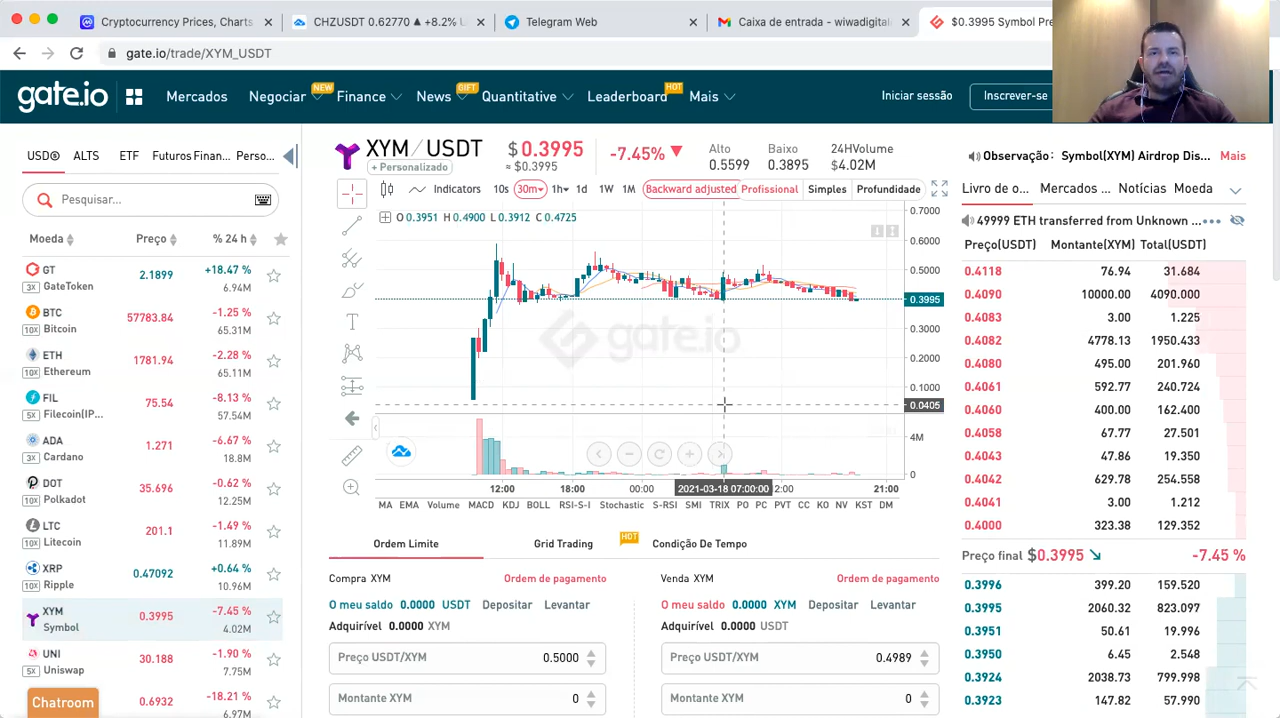 Cryptocurrency Prices, Charts
CHZUSDT 0.62770 ▲ +8.2% U
Telegram Web
Caixa de entrada - wiwadigital
$0.3995 Symbol Pre
gate.io/trade/XYM_USDT
gate.io
Mercados
Negociar
NEW
Finance
News
GIFT
Quantitative
Leaderboard
HOT
Mais
Iniciar sessão
Inscrever-se
USDⓈ
ALTS
ETF
Futuros Finan...
Perso...
Pesquisar...
Moeda
Preço
% 24 h
GT
GateToken
3X
2.1899
+18.47 %
6.94M
BTC
Bitcoin
10X
57783.84
-1.25 %
65.31M
ETH
Ethereum
10X
1781.94
-2.28 %
65.11M
FIL
Filecoin(IP...
5X
75.54
-8.13 %
57.54M
ADA
Cardano
3X
1.271
-6.67 %
18.8M
DOT
Polkadot
10X
35.696
-0.62 %
12.25M
LTC
Litecoin
10X
201.1
-1.49 %
11.89M
XRP
Ripple
10X
0.47092
+0.64 %
10.96M
XYM
Symbol
0.3995
-7.45 %
4.02M
UNI
Uniswap
5X
30.188
-1.90 %
7.75M
0.6932
-18.21 %
6.97M
Chatroom
XYM/USDT
+ Personalizado
$ 0.3995
≈ $0.3995
-7.45% ▼
Alto
0.5599
Baixo
0.3895
24HVolume
$4.02M
Indicators
10s
30m
1h
1d
1W
1M
Backward adjusted
Profissional
Simples
Profundidade
O 0.3951 H 0.4900 L 0.3912 C 0.4725
gate.io
0.7000
0.6000
0.5000
0.3995
0.3000
0.2000
0.1000
0.0405
4M
0
12:00
18:00
00:00
2021-03-18 07:00:00
2:00
21:00
MA
EMA
Volume
MACD
KDJ
BOLL
RSI-S-I
Stochastic
S-RSI
SMI
TRIX
PO
PC
PVT
CC
KO
NV
KST
DM
Ordem Limite
Grid Trading
HOT
Condição De Tempo
Compra XYM
Ordem de pagamento
O meu saldo 0.0000 USDT
Depositar
Levantar
Adquirível 0.0000 XYM
Preço USDT/XYM
0.5000
Montante XYM
0
Venda XYM
Ordem de pagamento
O meu saldo 0.0000 XYM
Depositar
Levantar
Adquirível 0.0000 USDT
Preço USDT/XYM
0.4989
Montante XYM
0
Observação: Symbol(XYM) Airdrop Dis...
Mais
Livro de o...
Mercados ...
Notícias
Moeda
49999 ETH transferred from Unknown ...
Preço(USDT)
Montante(XYM)
Total(USDT)
0.4118 76.94 31.684
0.4090 10000.00 4090.000
0.4083 3.00 1.225
0.4082 4778.13 1950.433
0.4080 495.00 201.960
0.4061 592.77 240.724
0.4060 400.00 162.400
0.4058 67.77 27.501
0.4043 47.86 19.350
0.4042 629.78 254.558
0.4041 3.00 1.212
0.4000 323.38 129.352
Preço final $0.3995 -7.45 %
0.3996 399.20 159.520
0.3995 2060.32 823.097
0.3951 50.61 19.996
0.3950 6.45 2.548
0.3924 2038.73 799.998
0.3923 147.82 57.990